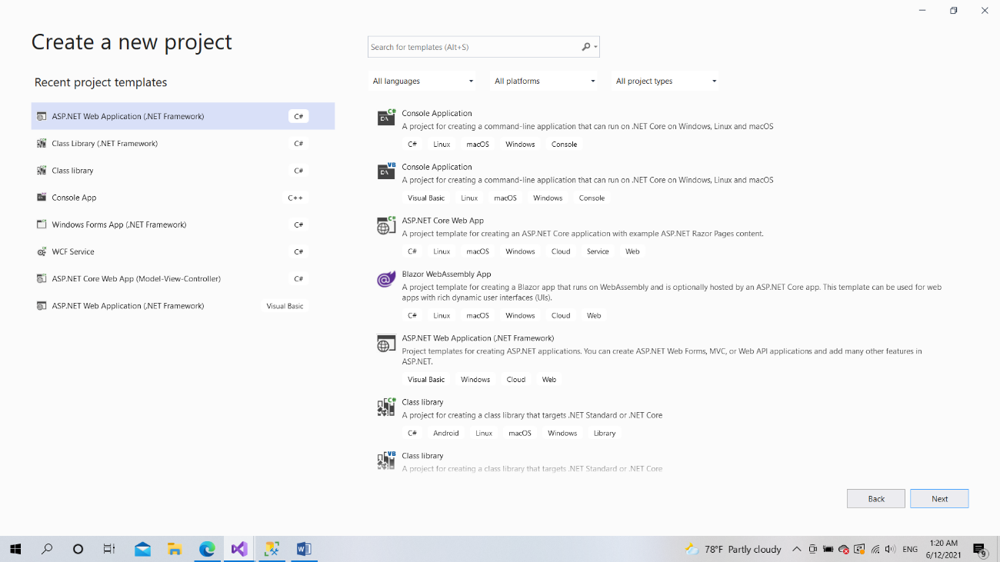 Create a new project
Recent project templates
ASP.NET Web Application (.NET Framework) C#
Class Library (.NET Framework) C#
Class library C#
Console App C++
Windows Forms App (.NET Framework) C#
WCF Service C#
ASP.NET Core Web App (Model-View-Controller) C#
ASP.NET Web Application (.NET Framework) Visual Basic
Search for templates (Alt+S)
All languages All platforms All project types
C#
Console Application
A project for creating a command-line application that can run on .NET Core on Windows, Linux and macOS
C# Linux macOS Windows Console
VB
Console Application
A project for creating a command-line application that can run on .NET Core on Windows, Linux and macOS
Visual Basic Linux macOS Windows Console
C#
ASP.NET Core Web App
A project template for creating an ASP.NET Core application with example ASP.NET Razor Pages content.
C# Linux macOS Windows Cloud Service Web
Blazor WebAssembly App
A project template for creating a Blazor app that runs on WebAssembly and is optionally hosted by an ASP.NET Core app. This template can be used for web
apps with rich dynamic user interfaces (UIs).
C# Linux macOS Windows Cloud Web
ASP.NET Web Application (.NET Framework)
Project templates for creating ASP.NET applications. You can create ASP.NET Web Forms, MVC, or Web API applications and add many other features in
ASP.NET.
Visual Basic Windows Cloud Web
C#
Class library
A project for creating a class library that targets .NET Standard or .NET Core
C# Android Linux macOS Windows Library
VB
Class library
A project for creating a class library that targets .NET Standard or .NET Core
Back Next
78°F Partly cloudy ENG 1:20 AM
6/12/2021
9